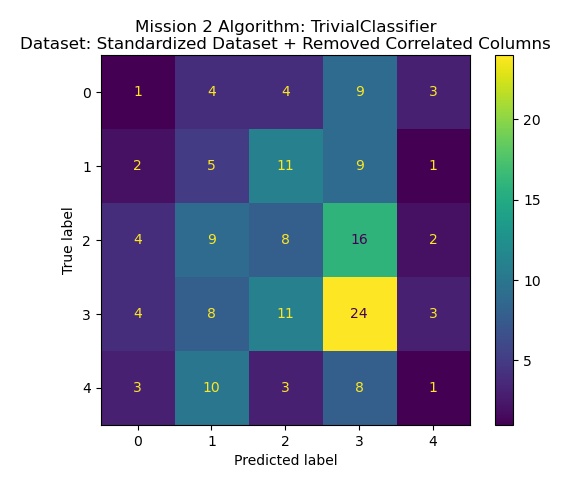 Mission 2 Algorithm: TrivialClassifier
Dataset: Standardized Dataset + Removed Correlated Columns
0 1 4 4 9 3
1 2 5 11 9 1
2 4 9 8 16 2
3 4 8 11 24 3
4 3 10 3 8 1
0 1 2 3 4
Predicted label
True label
20
15
10
5